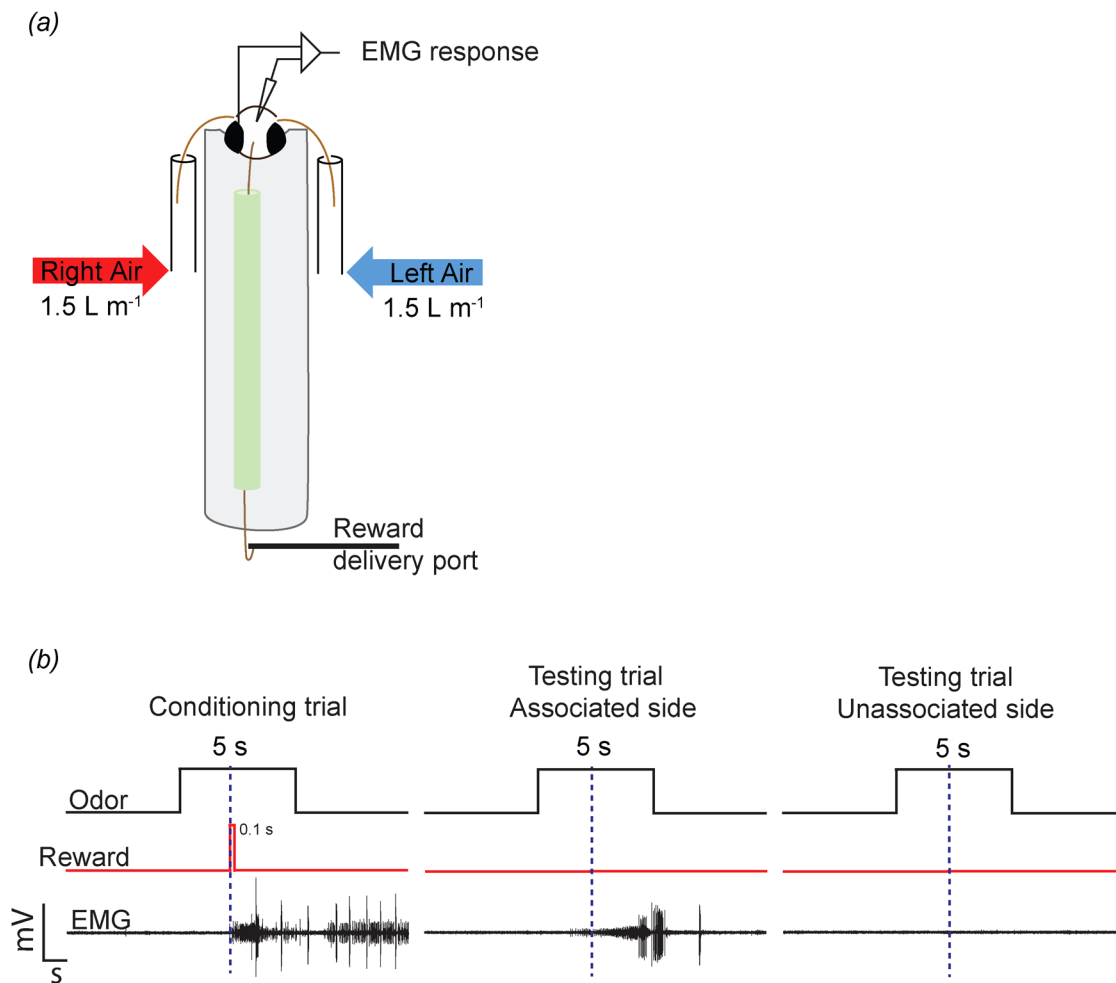 (a)
EMG response
Right Air
1.5 L m⁻¹
Left Air
1.5 L m⁻¹
Reward
delivery port
(b)
Conditioning trial
5 s
Testing trial
Associated side
5 s
Testing trial
Unassociated side
5 s
Odor
0.1 s
Reward
EMG
mV
s